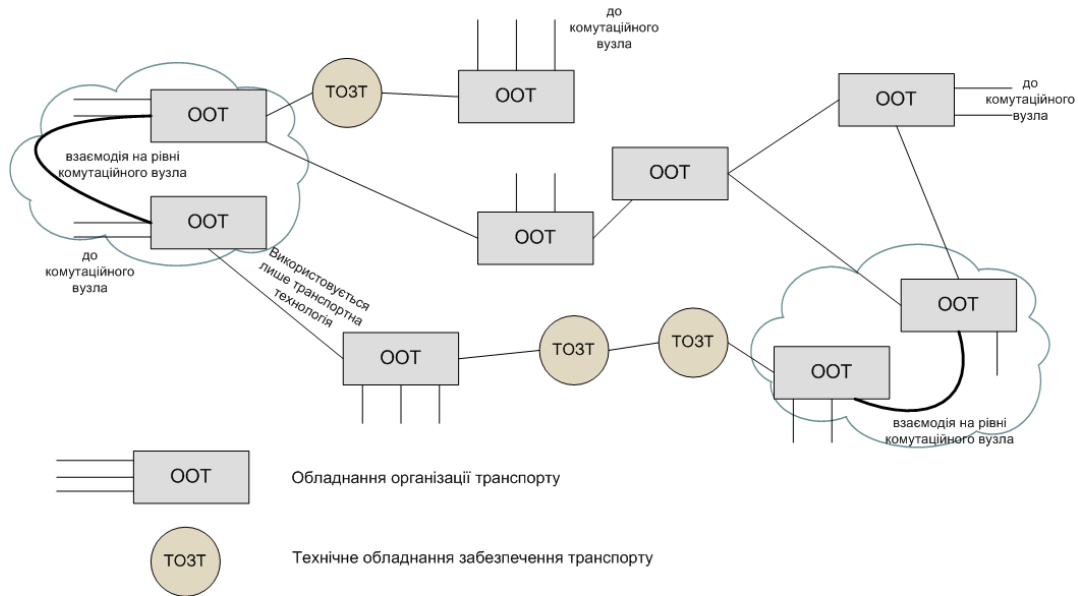 до
комутаційного
вузла
ТОЗТ
ООТ
ООТ
ООТ
до
комутаційного
вузла
взаємодія на рівні
комутаційного вузла
ООТ
ООТ
ООТ
до
комутаційного
вузла
Використовується
лише транспортна
технологія
ООТ
ООТ
ТОЗТ
ТОЗТ
ООТ
взаємодія на рівні
комутаційного вузла
ООТ
Обладнання організації транспорту
ТОЗТ
Технічне обладнання забезпечення транспорту